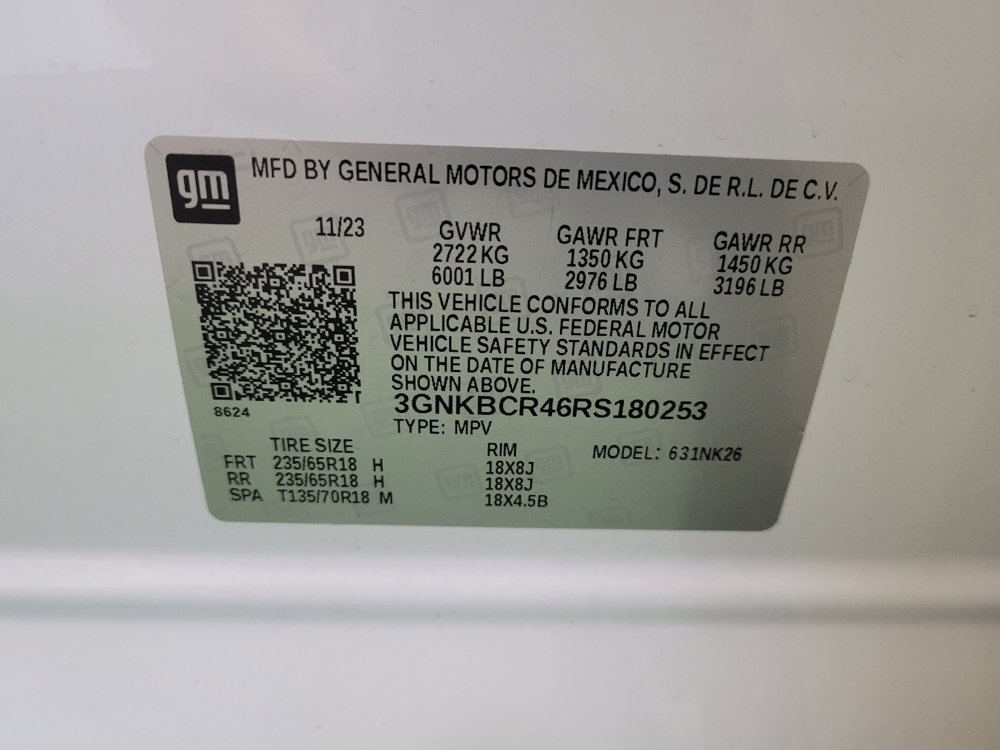 gm
MFD BY GENERAL MOTORS DE MEXICO, S. DE R.L. DE C.V.
11/23
GVWR GAWR FRT GAWR RR
2722 KG 1350 KG 1450 KG
6001 LB 2976 LB 3196 LB
THIS VEHICLE CONFORMS TO ALL
APPLICABLE U.S. FEDERAL MOTOR
VEHICLE SAFETY STANDARDS IN EFFECT
ON THE DATE OF MANUFACTURE
SHOWN ABOVE.
3GNKBCR46RS180253
8624
TYPE: MPV
TIRE SIZE RIM MODEL: 631NK26
FRT 235/65R18 H 18X8J
RR 235/65R18 H 18X8J
SPA T135/70R18 M 18X4.5B